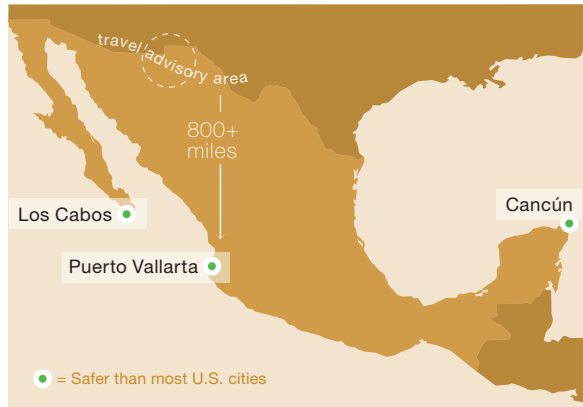 travel advisory area
800+
miles
Los Cabos
Cancún
Puerto Vallarta
= Safer than most U.S. cities